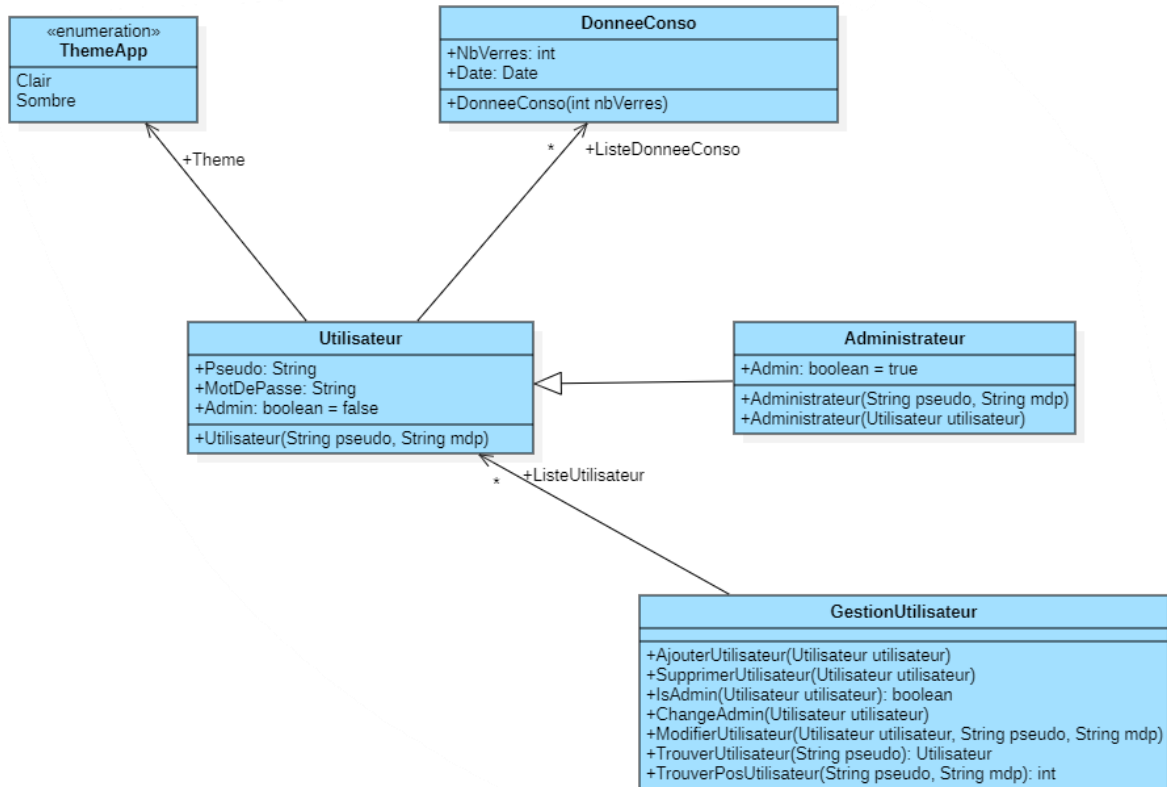 «enumeration»
ThemeApp
Clair
Sombre
DonneeConso
+NbVerres: int
+Date: Date
+DonneeConso(int nbVerres)
+Theme
*
+ListeDonneeConso
Utilisateur
+Pseudo: String
+MotDePasse: String
+Admin: boolean = false
+Utilisateur(String pseudo, String mdp)
Administrateur
+Admin: boolean = true
+Administrateur(String pseudo, String mdp)
+Administrateur(Utilisateur utilisateur)
*
+ListeUtilisateur
GestionUtilisateur
+AjouterUtilisateur(Utilisateur utilisateur)
+SupprimerUtilisateur(Utilisateur utilisateur)
+IsAdmin(Utilisateur utilisateur): boolean
+ChangeAdmin(Utilisateur utilisateur)
+ModifierUtilisateur(Utilisateur utilisateur, String pseudo, String mdp)
+TrouverUtilisateur(String pseudo): Utilisateur
+TrouverPosUtilisateur(String pseudo, String mdp): int